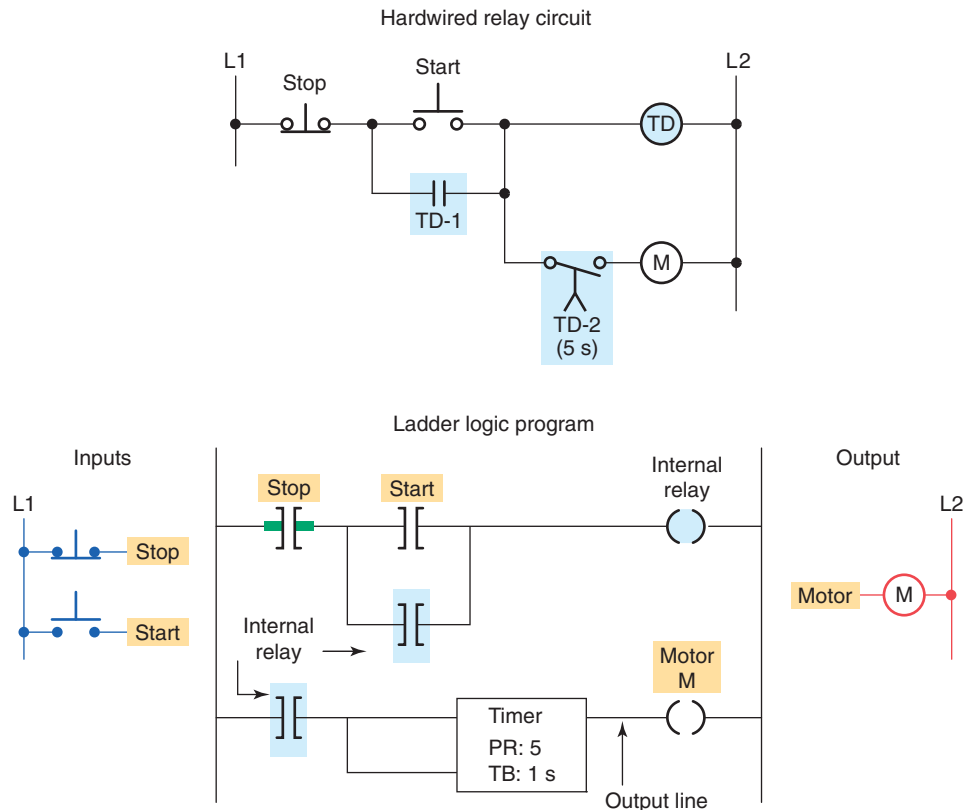 Hardwired relay circuit
L1
L2
Stop
Start
TD
TD-1
M
TD-2
(5 s)
Ladder logic program
Inputs
Output
L1
Stop
Start
Stop
Start
Internal
relay
Internal
relay
Timer
PR: 5
TB: 1 s
Motor
M
Output line
L2
Motor
M